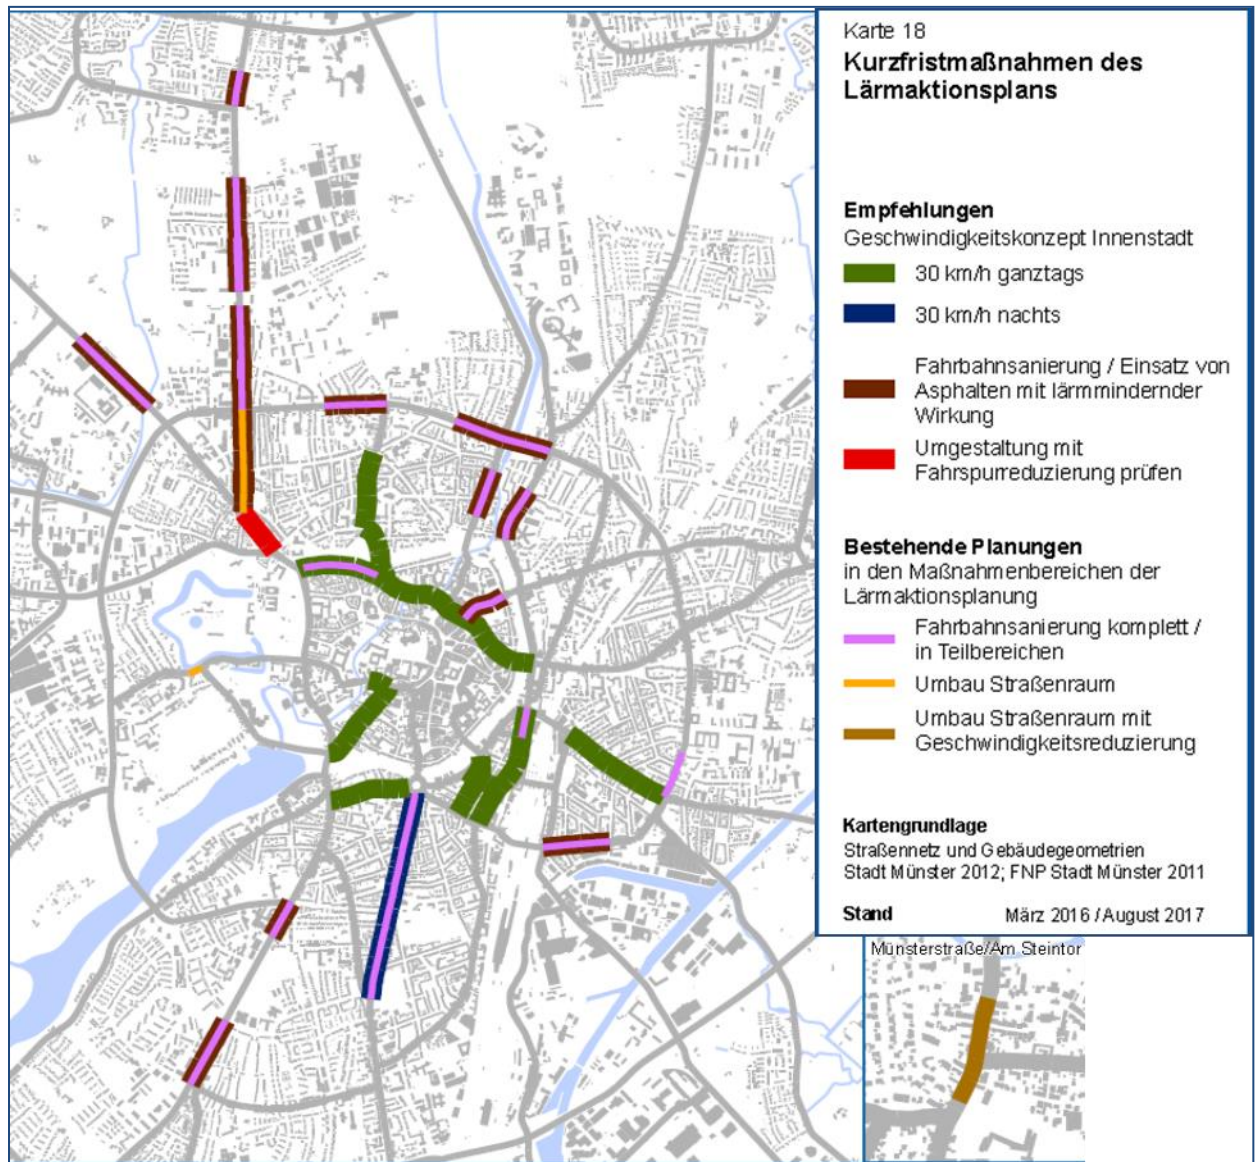 Karte 18
Kurzfristmaßnahmen des
Lärmaktionsplans
Empfehlungen
Geschwindigkeitskonzept Innenstadt
30 km/h ganztags
30 km/h nachts
Fahrbahnsanierung / Einsatz von
Asphalten mit lärmmindernder
Wirkung
Umgestaltung mit
Fahrspurreduzierung prüfen
Bestehende Planungen
in den Maßnahmenbereichen der
Lärmaktionsplanung
Fahrbahnsanierung komplett /
in Teilbereichen
Umbau Straßenraum
Umbau Straßenraum mit
Geschwindigkeitsreduzierung
Kartengrundlage
Straßennetz und Gebäudegeometrien
Stadt Münster 2012; FNP Stadt Münster 2011
Stand März 2016 / August 2017
Münsterstraße/Am Steintor